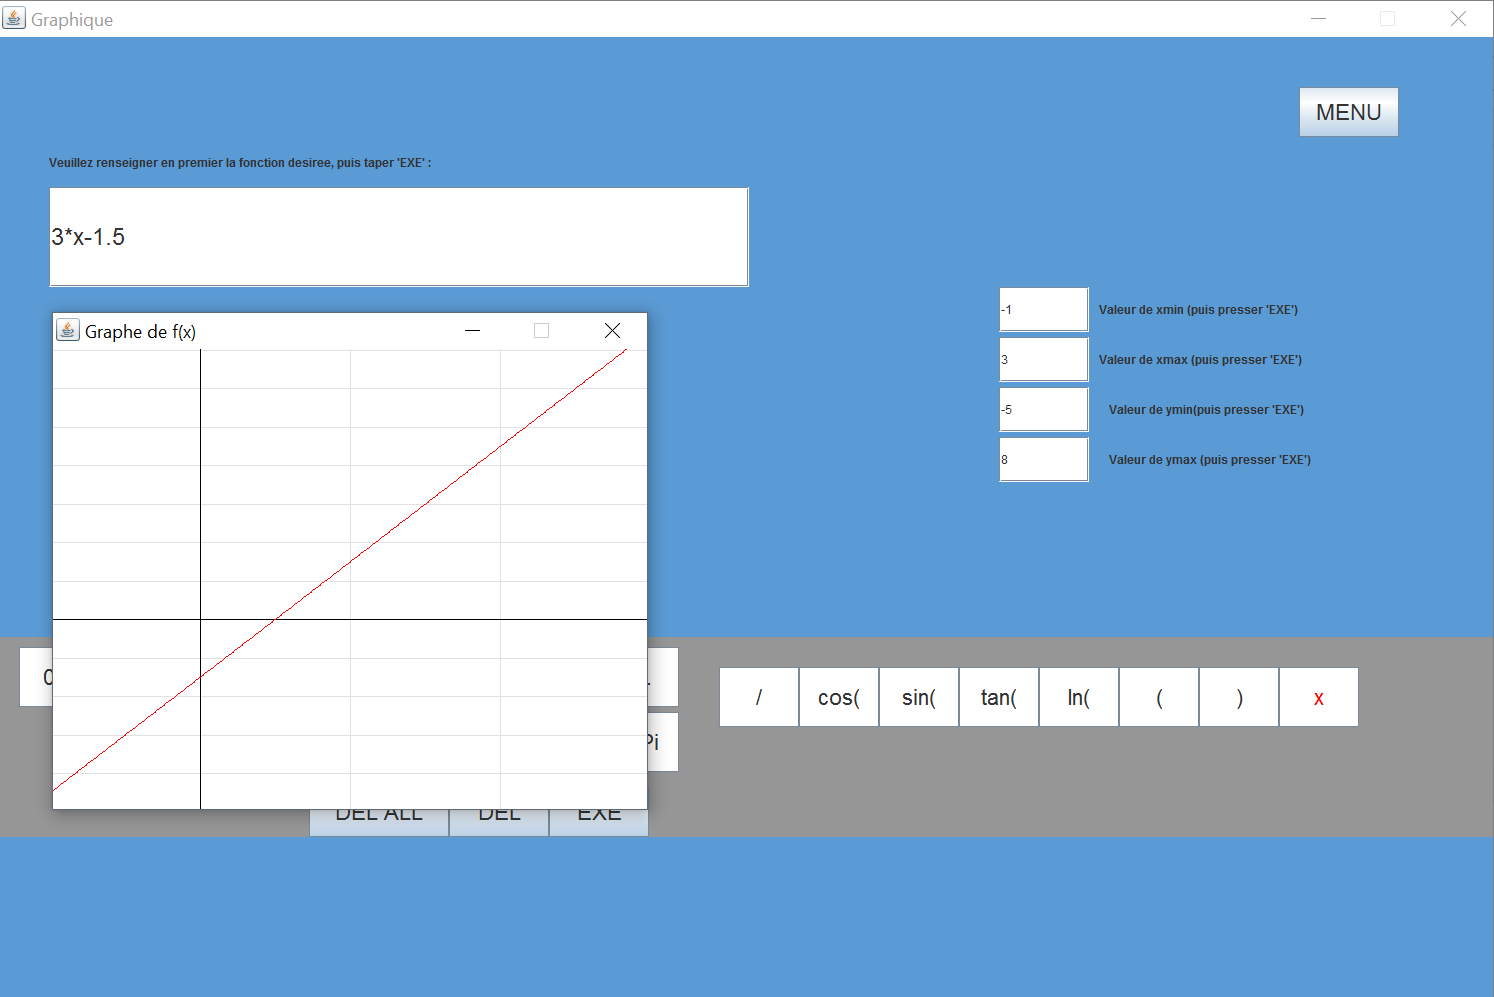 Graphique
MENU
Veuillez renseigner en premier la fonction desiree, puis taper 'EXE' :
3*x-1.5
-1 Valeur de xmin (puis presser 'EXE')
3 Valeur de xmax (puis presser 'EXE')
-5 Valeur de ymin(puis presser 'EXE')
8 Valeur de ymax (puis presser 'EXE')
Graphe de f(x)
/ cos( sin( tan( ln( ( ) x
DEL ALL DEL EXE